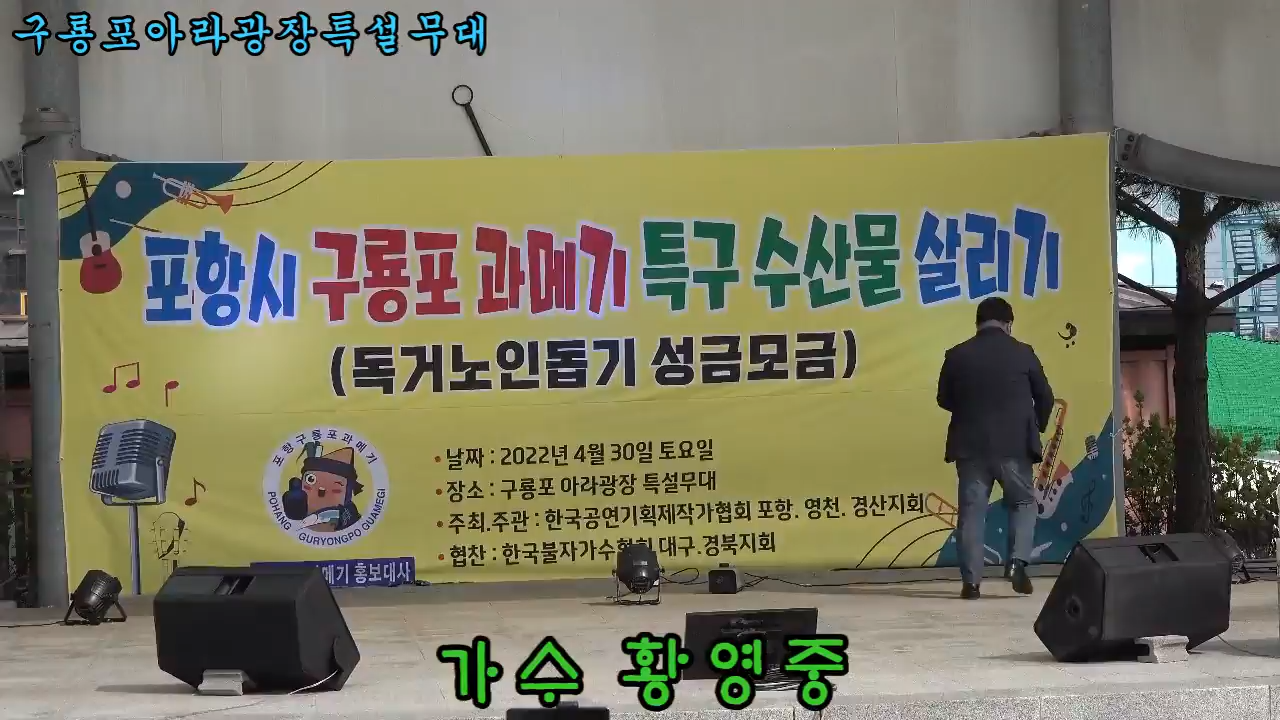 구룡포아라광장특설무대
포항시 구룡포 과메기 특구 수산물 살리기
(독거노인돕기 성금모금)
포항구룡포과메기
POHANG GURYONGPO GUAMEGI
메기 홍보대사
• 날짜 : 2022년 4월 30일 토요일
• 장소 : 구룡포 아라광장 특설무대
• 주최.주관 : 한국공연기획제작가협회 포항. 영천. 경산지회
• 협찬 : 한국불자가수협회 대구.경북지회
가수 황영중